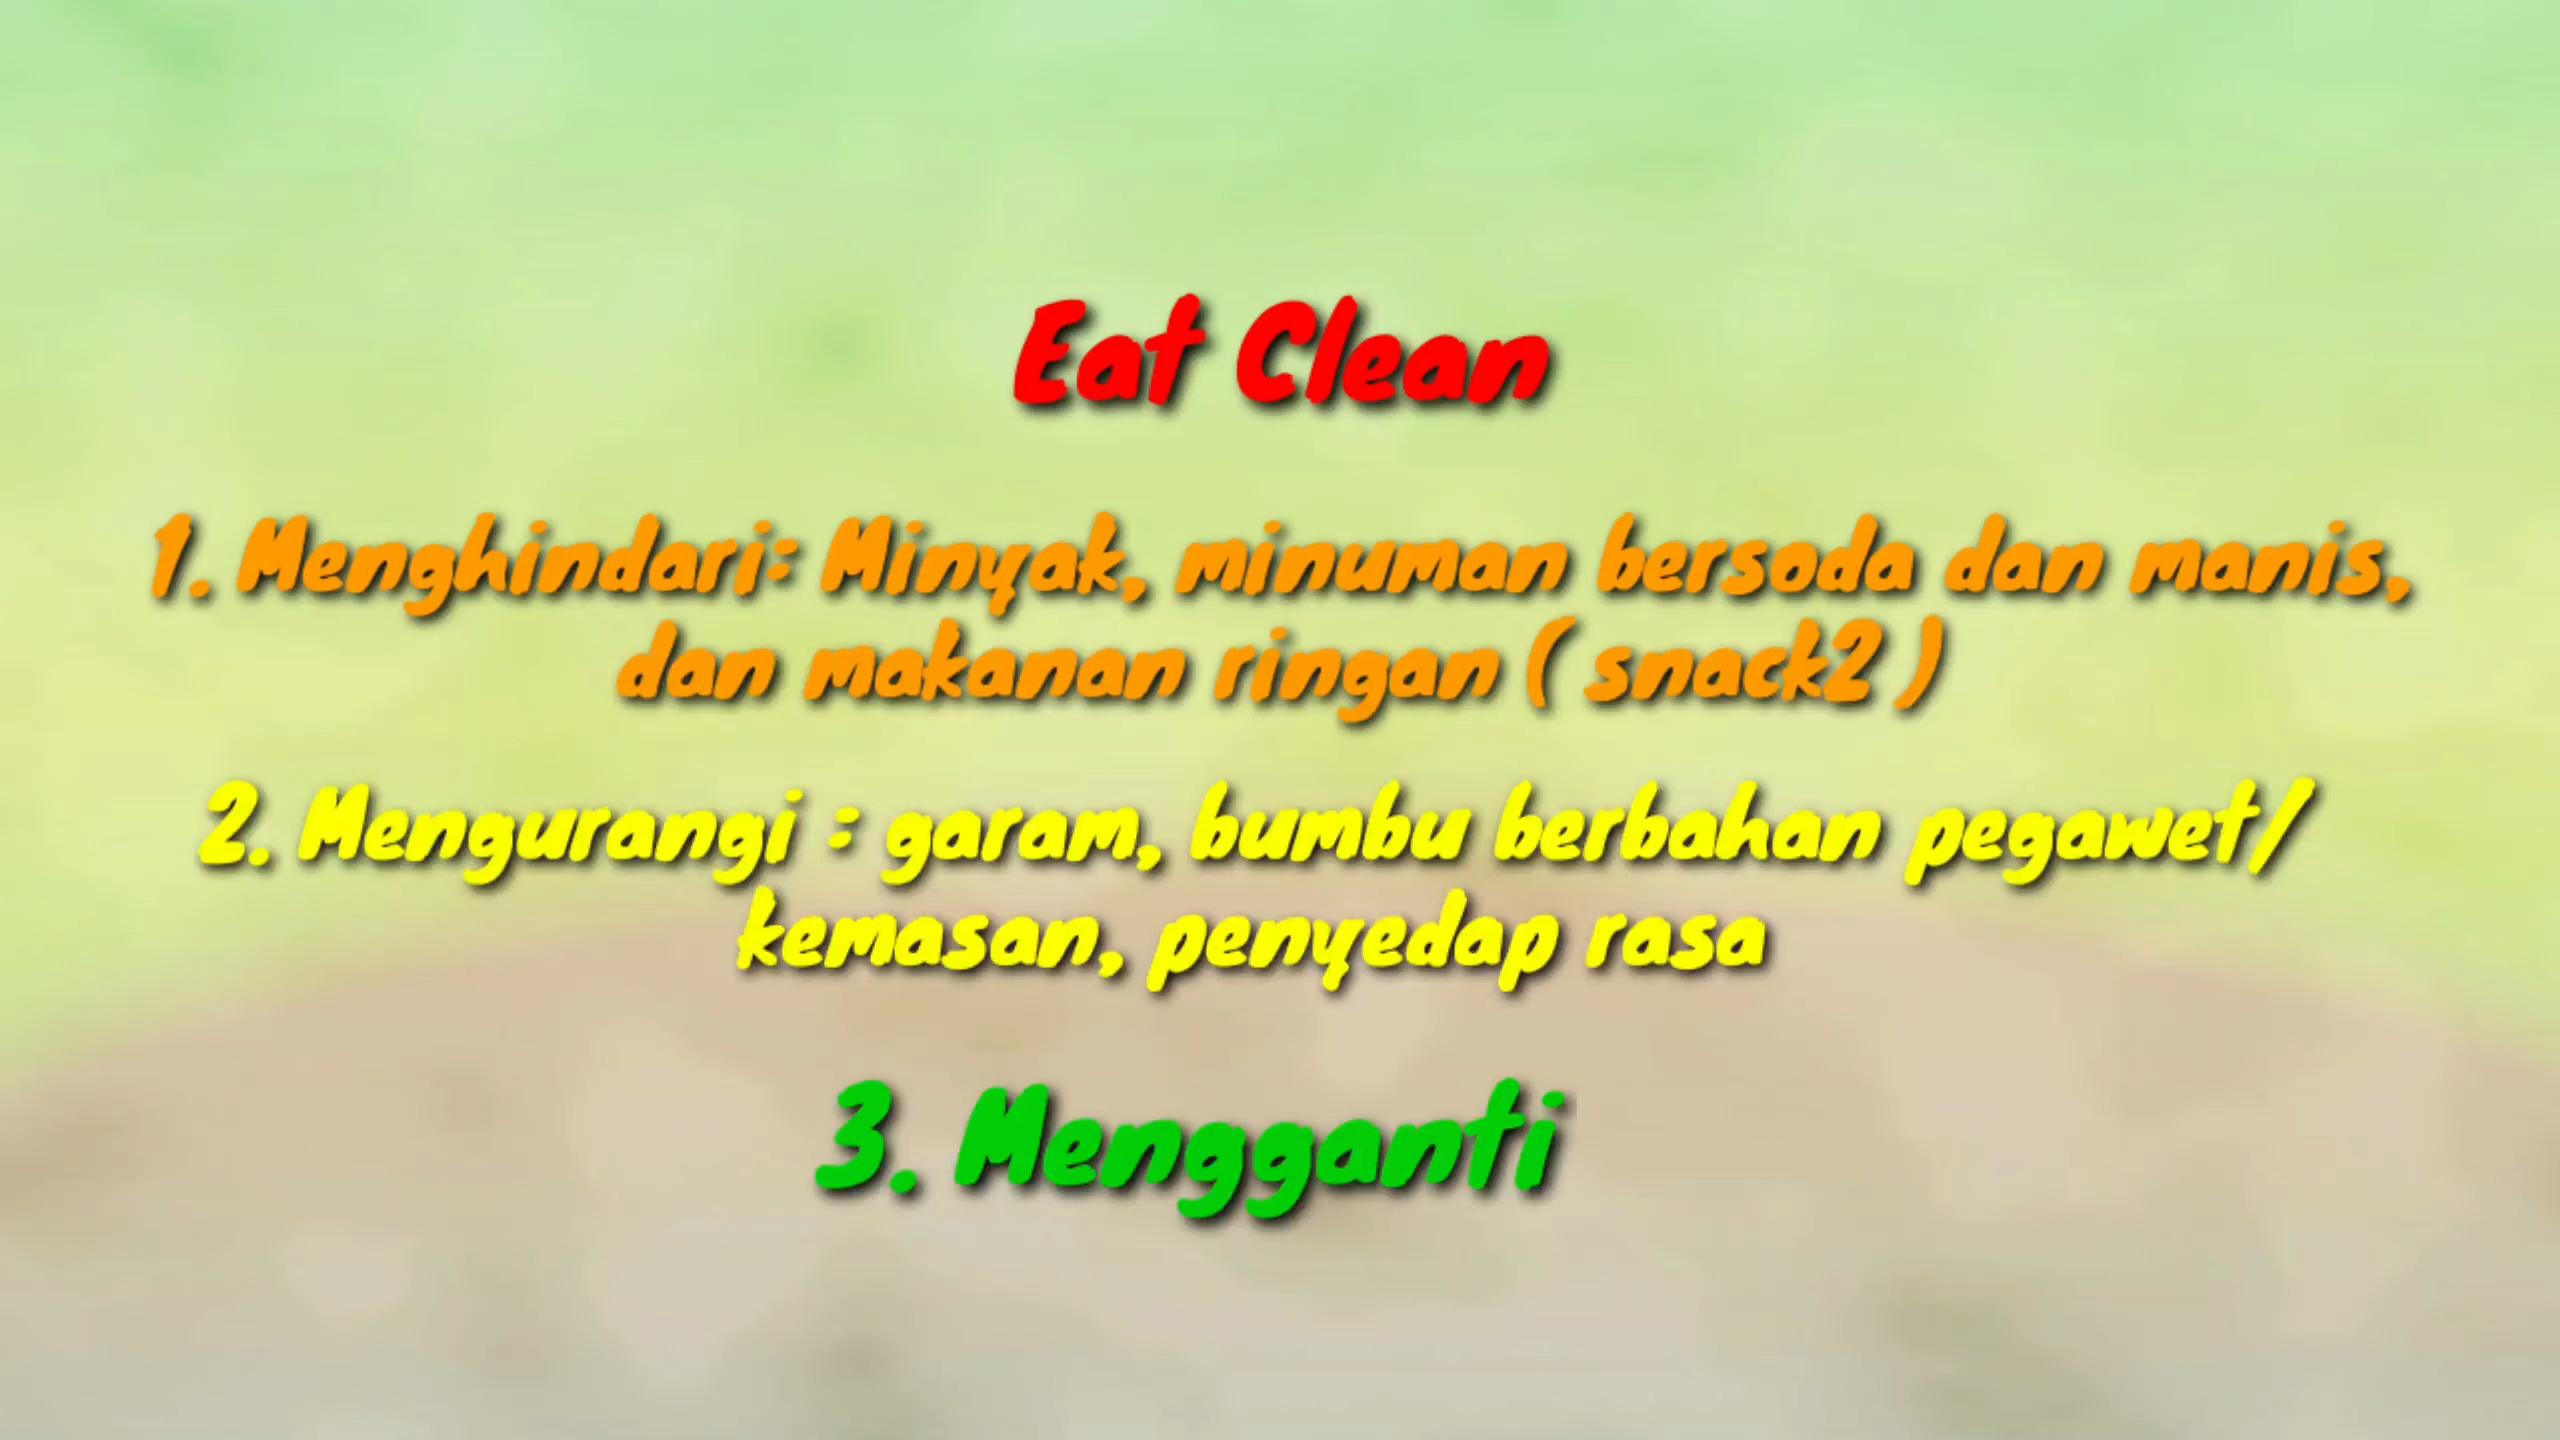 Eat Clean
1. Menghindari: Minyak, minuman bersoda dan manis,
dan makanan ringan ( snack2 )
2. Mengurangi : garam, bumbu berbahan pegawet/
kemasan, penyedap rasa
3. Mengganti